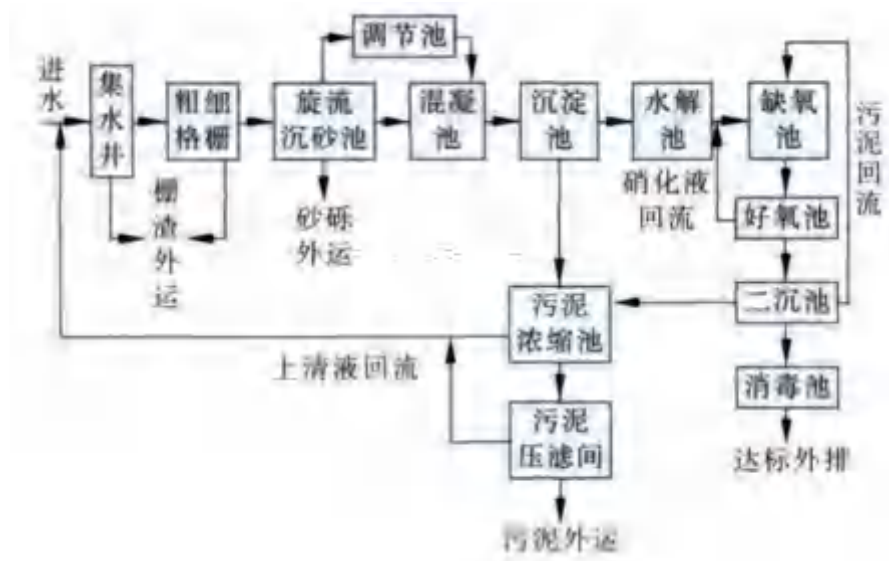 调节池
进水
集水井
粗细
格栅
旋流
沉砂池
混凝
池
沉淀
池
水解
池
缺氧
池
污泥回流
硝化液
回流
好氧池
栅渣外运
砂砾
外运
污泥
浓缩池
二沉池
上清液回流
消毒池
污泥
压滤间
达标外排
污泥外运